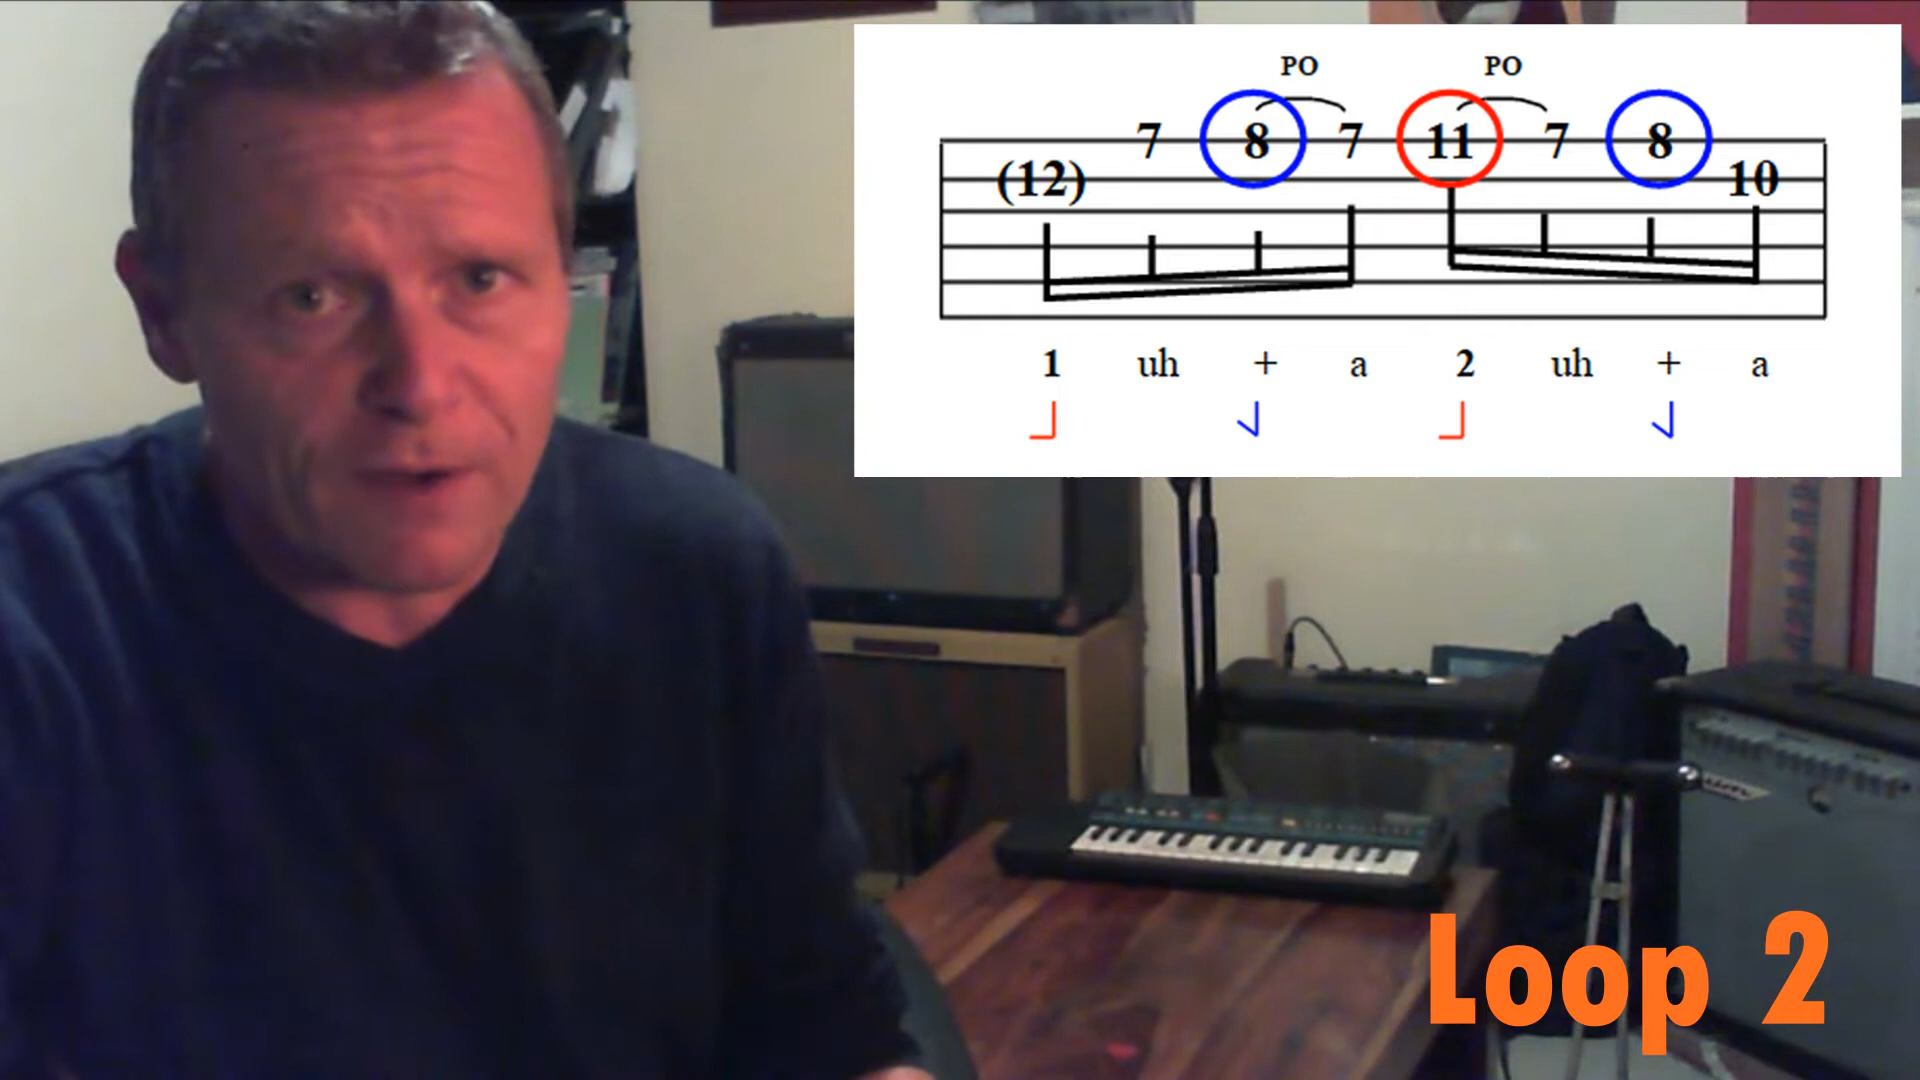 PO PO
7 8 7 11 7 8
(12) 10
1 uh + a 2 uh + a
Loop 2